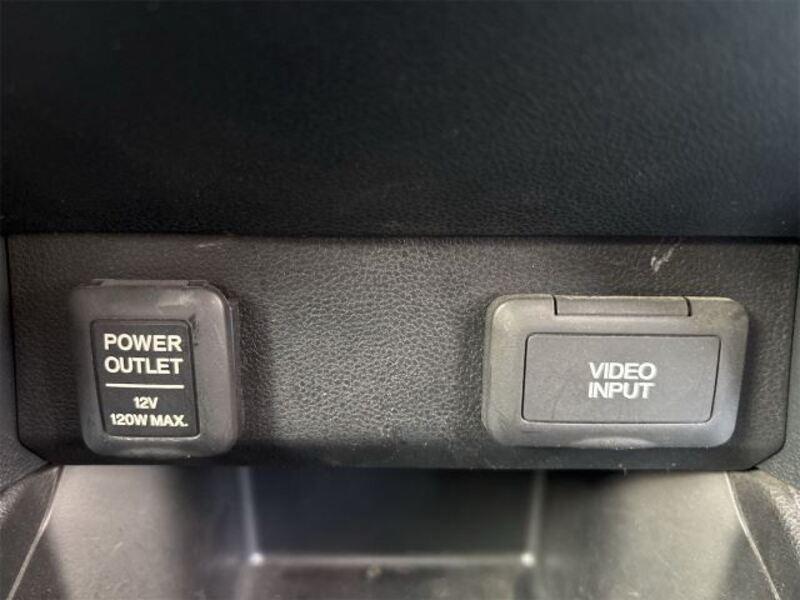 POWER
OUTLET
12V
120W MAX.
VIDEO
INPUT